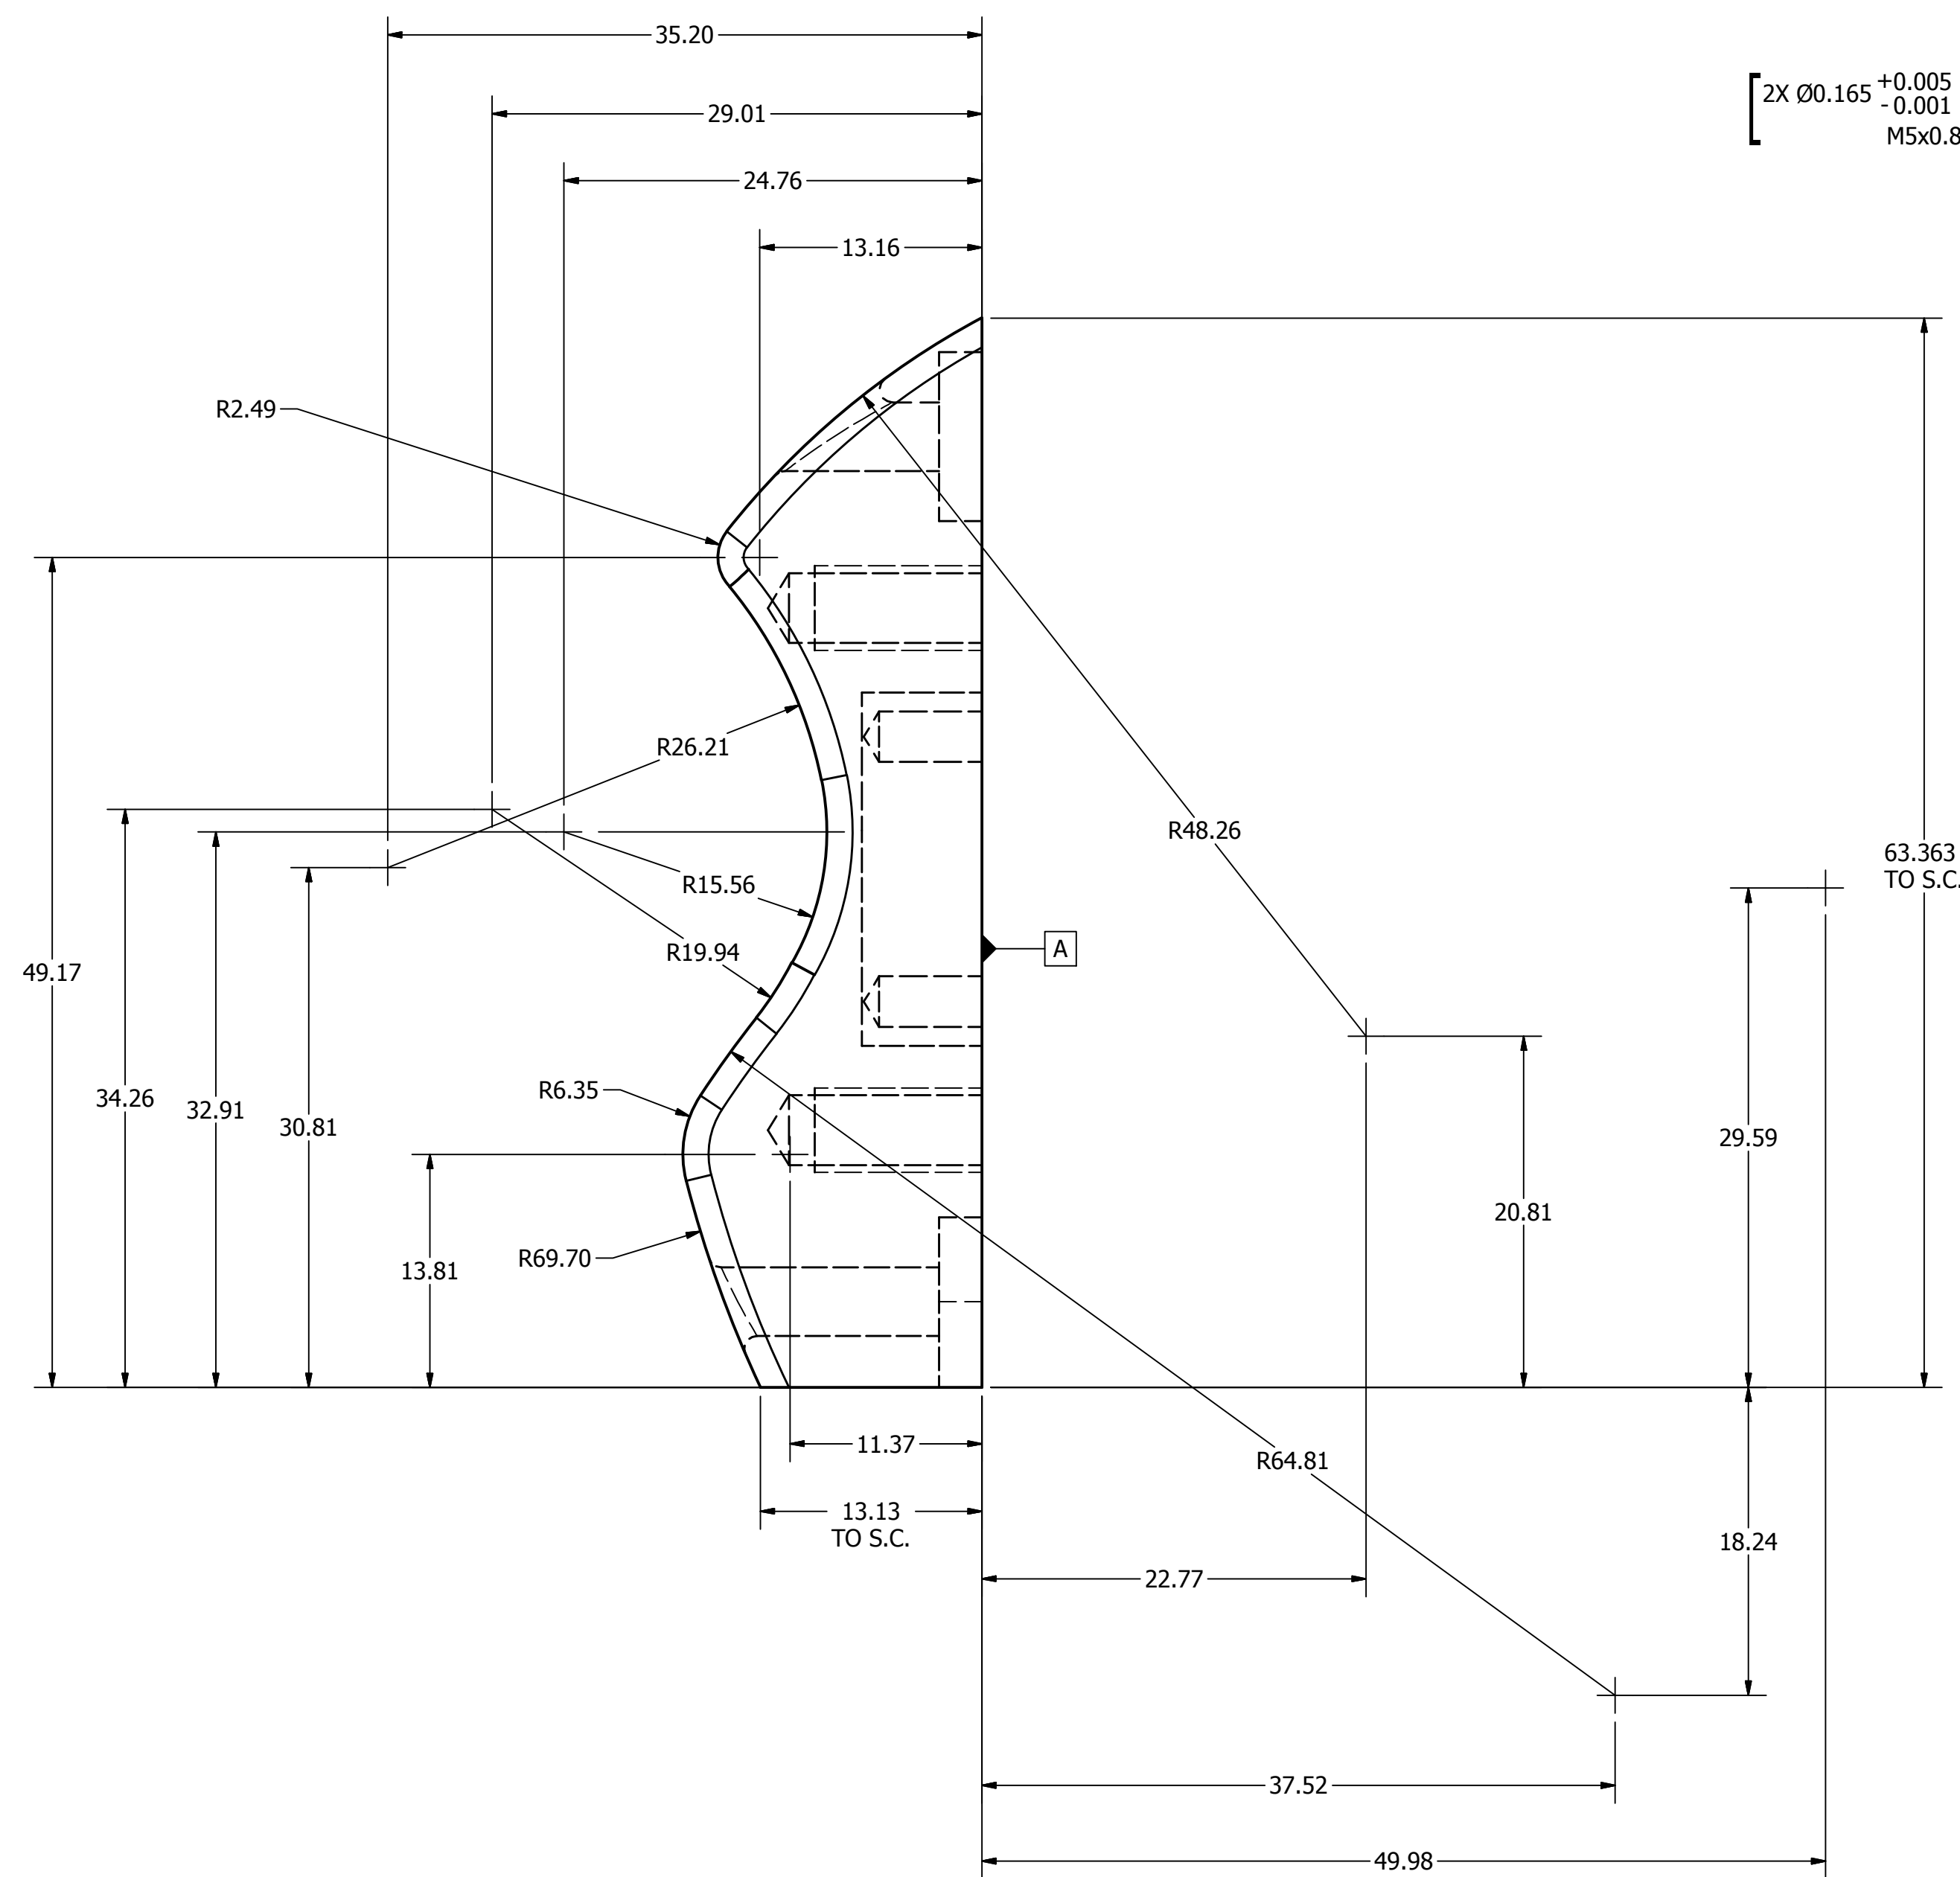 35.20
2X Ø0.165 +0.005
-0.001
M5x0.8
29.01
24.76
13.16
R2.49
R26.21
R48.26
63.363
TO S.C.
R15.56
R19.94
A
49.17
34.26
32.91
30.81
R6.35
29.59
20.81
13.81
R69.70
11.37
R64.81
13.13
TO S.C.
18.24
22.77
37.52
49.98